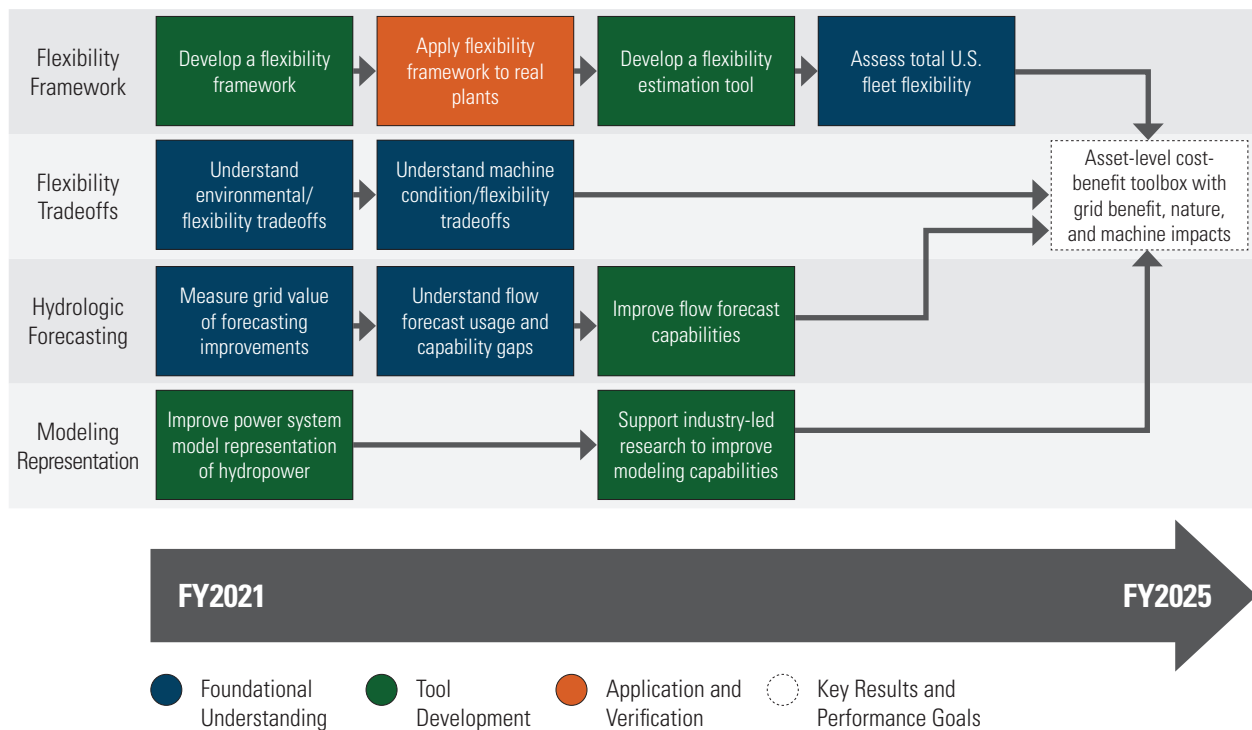 Flexibility
Framework
Develop a flexibility
framework
Apply flexibility
framework to real
plants
Develop a flexibility
estimation tool
Assess total U.S.
fleet flexibility
Flexibility
Tradeoffs
Understand
environmental/
flexibility tradeoffs
Understand machine
condition/flexibility
tradeoffs
Asset-level cost-
benefit toolbox with
grid benefit, nature,
and machine impacts
Hydrologic
Forecasting
Measure grid value
of forecasting
improvements
Understand flow
forecast usage and
capability gaps
Improve flow forecast
capabilities
Modeling
Representation
Improve power system
model representation
of hydropower
Support industry-led
research to improve
modeling capabilities
FY2021
FY2025
Foundational
Understanding
Tool
Development
Application and
Verification
Key Results and
Performance Goals